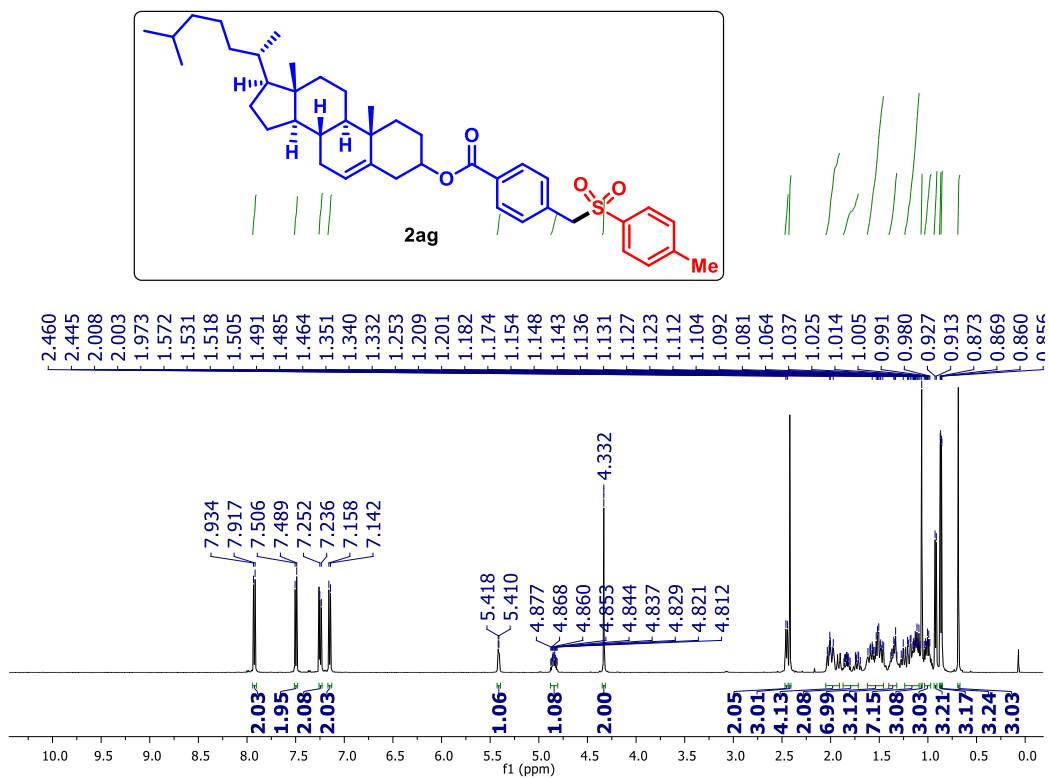 H
H
H
O
O
O
O
S
Me
2ag
2.460 2.445 2.008 2.003 1.973 1.572 1.531 1.518 1.505 1.491 1.485 1.464 1.351 1.340 1.332 1.253 1.209 1.201 1.182 1.174 1.154 1.148 1.143 1.136 1.131 1.127 1.123 1.112 1.104 1.092 1.081 1.064 1.037 1.025 1.014 1.005 0.991 0.980 0.927 0.913 0.873 0.869 0.860 0.856
7.934 7.917 7.506 7.489 7.252 7.236 7.158 7.142
5.418 5.410
4.877 4.868 4.860 4.853 4.844 4.837 4.829 4.821 4.812
4.332
2.03 1.95 2.08 2.03 1.06 1.08 2.00 2.05 3.01 4.13 2.08 6.99 3.12 7.15 3.08 3.03 3.21 3.17 3.24 3.03
10.0 9.5 9.0 8.5 8.0 7.5 7.0 6.5 6.0 5.5 5.0 4.5 4.0 3.5 3.0 2.5 2.0 1.5 1.0 0.5 0.0
f1 (ppm)